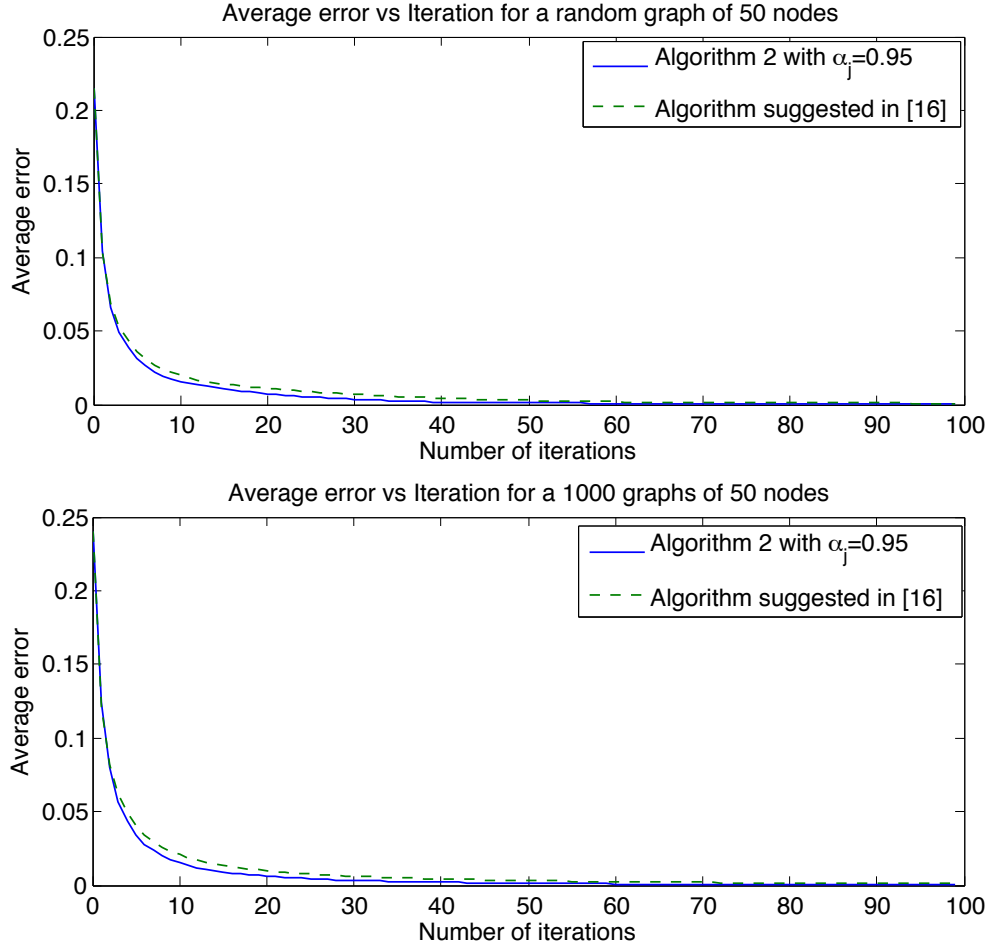 Average error vs Iteration for a random graph of 50 nodes
0.25
0.2
0.15
0.1
0.05
0
Average error
Algorithm 2 with αj=0.95
Algorithm suggested in [16]
0 10 20 30 40 50 60 70 80 90 100
Number of iterations
Average error vs Iteration for a 1000 graphs of 50 nodes
0.25
0.2
0.15
0.1
0.05
0
Average error
Algorithm 2 with αj=0.95
Algorithm suggested in [16]
0 10 20 30 40 50 60 70 80 90 100
Number of iterations